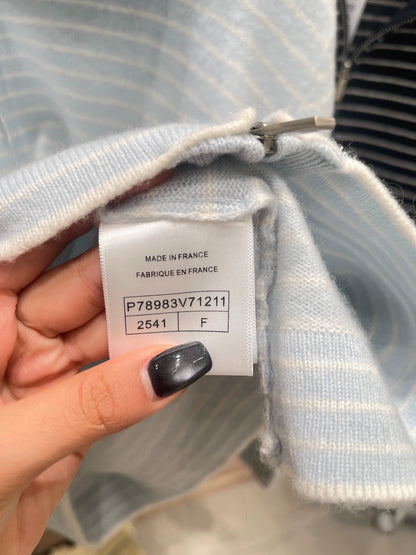 MADE IN FRANCE
FABRIQUE EN FRANCE
P78983V71211
2541 F